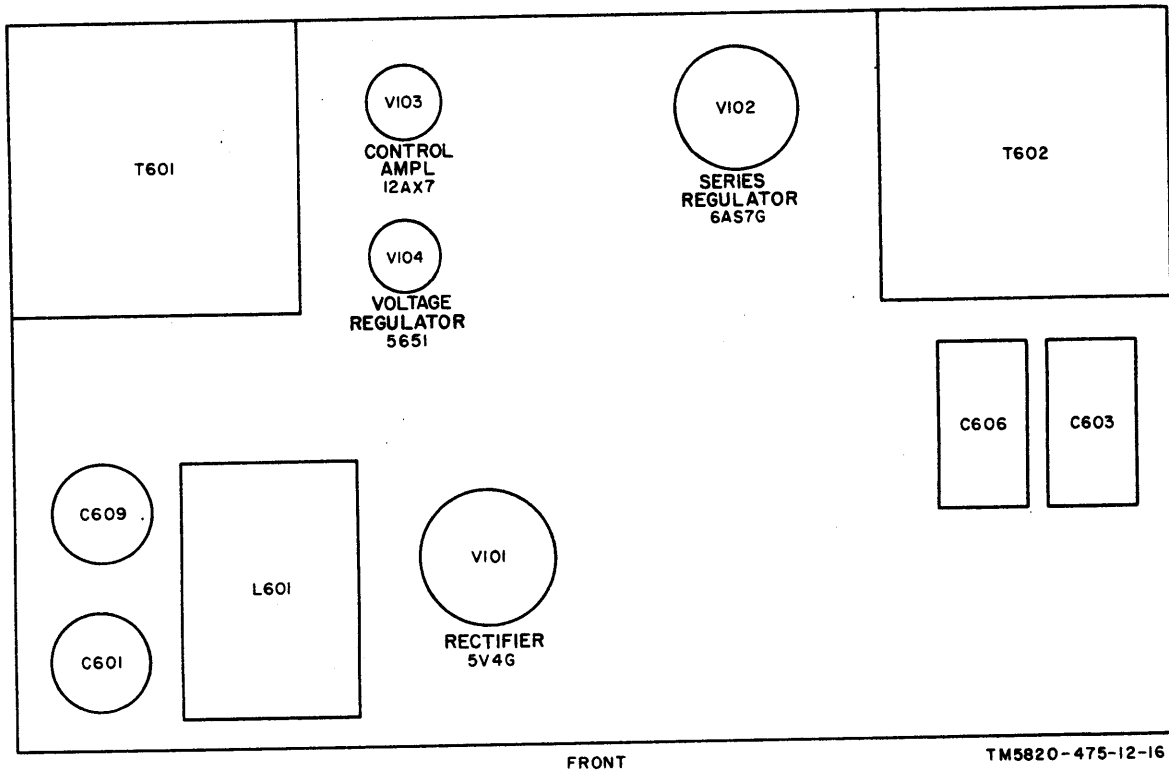 T601
V103
CONTROL
AMPL
12AX7
V104
VOLTAGE
REGULATOR
5651
V102
SERIES
REGULATOR
6AS7G
T602
C606
C603
C609
C601
L601
V101
RECTIFIER
5V4G
FRONT
TM5820-475-12-16